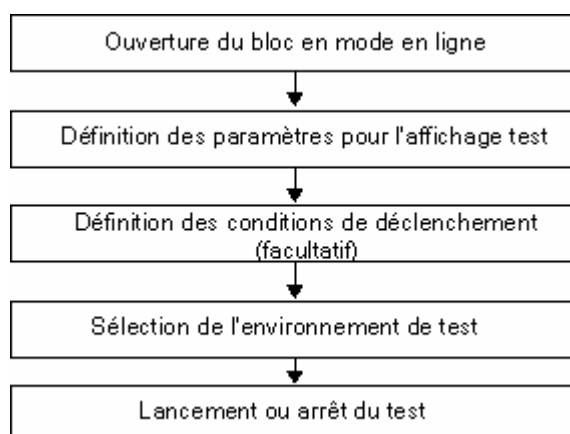 Ouverture du bloc en mode en ligne
Définition des paramètres pour l'affichage test
Définition des conditions de déclenchement
(facultatif)
Sélection de l'environnement de test
Lancement ou arrêt du test